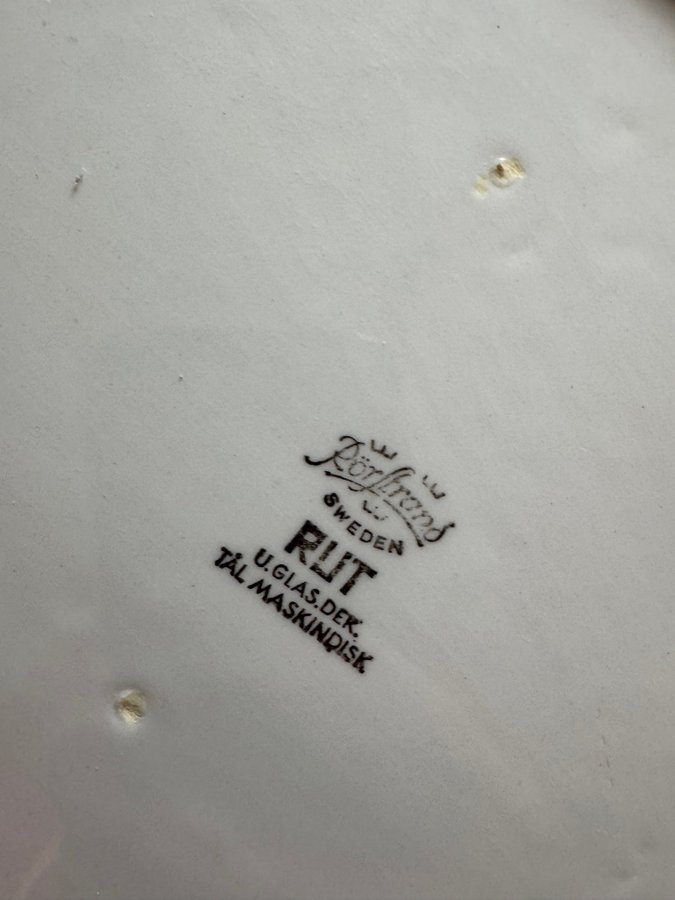 Rörstrand
SWEDEN
RUT
U.GLAS.DEK.
TÅL MASKINDISK